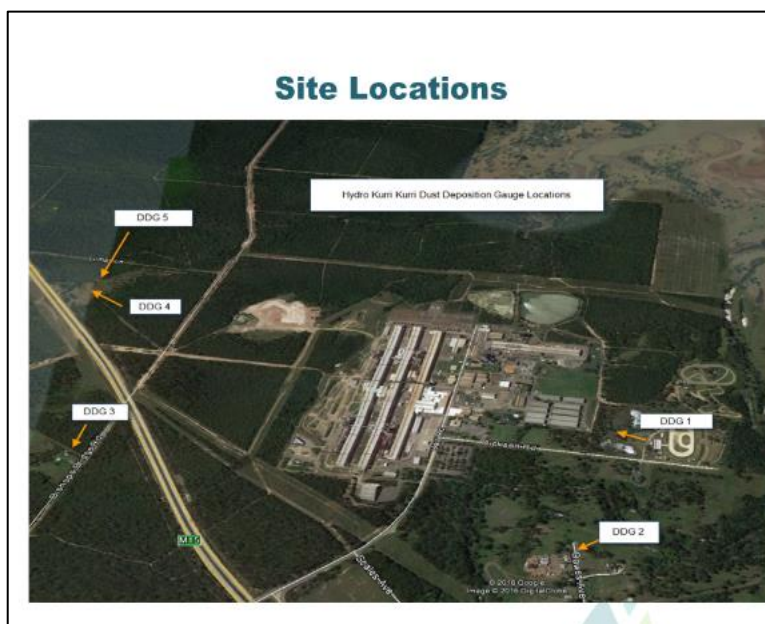 Site Locations
Hydro Kurri Kurri Dust Deposition Gauge Locations
DDG 5
DDG 4
DDG 3
DDG 1
DDG 2
M15
© 2016 Google
Image © 2016 DigitalGlobe